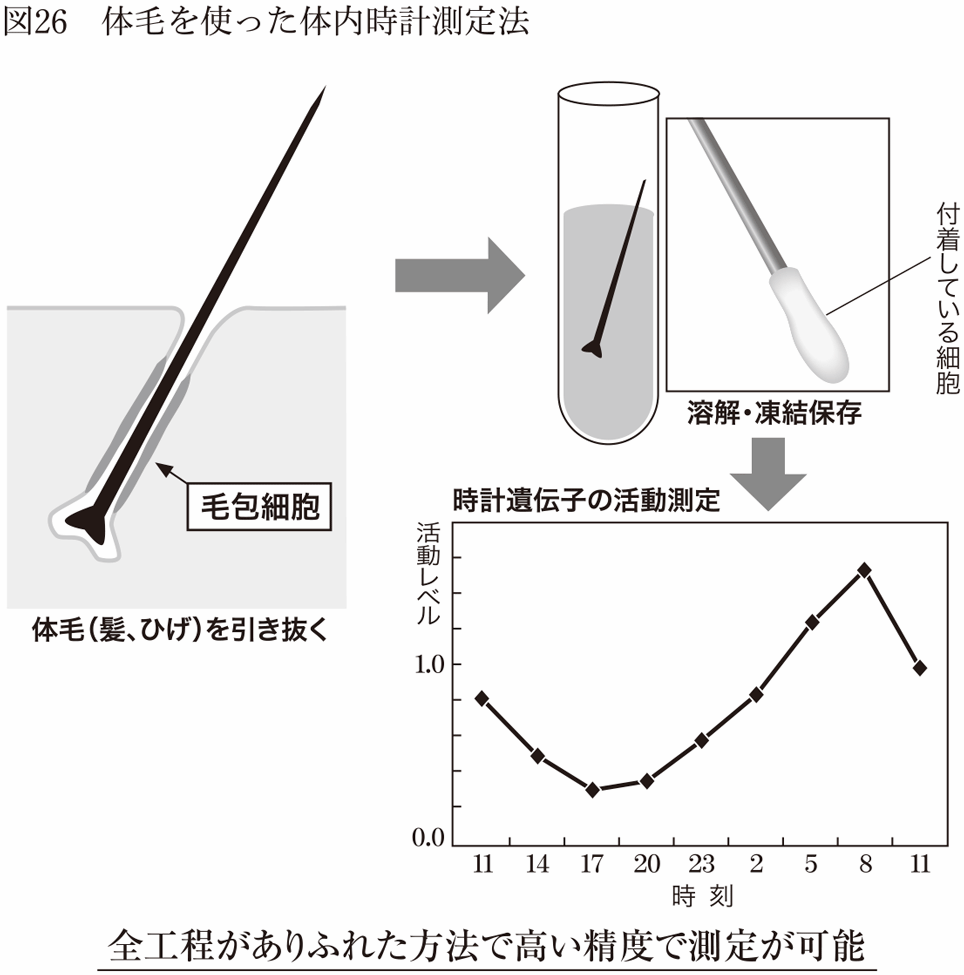 図26　体毛を使った体内時計測定法
毛包細胞
体毛（髪、ひげ）を引き抜く
付着している細胞
溶解・凍結保存
時計遺伝子の活動測定
活動レベル
1.0
0.0
11 14 17 20 23 2 5 8 11
時 刻
全工程がありふれた方法で高い精度で測定が可能